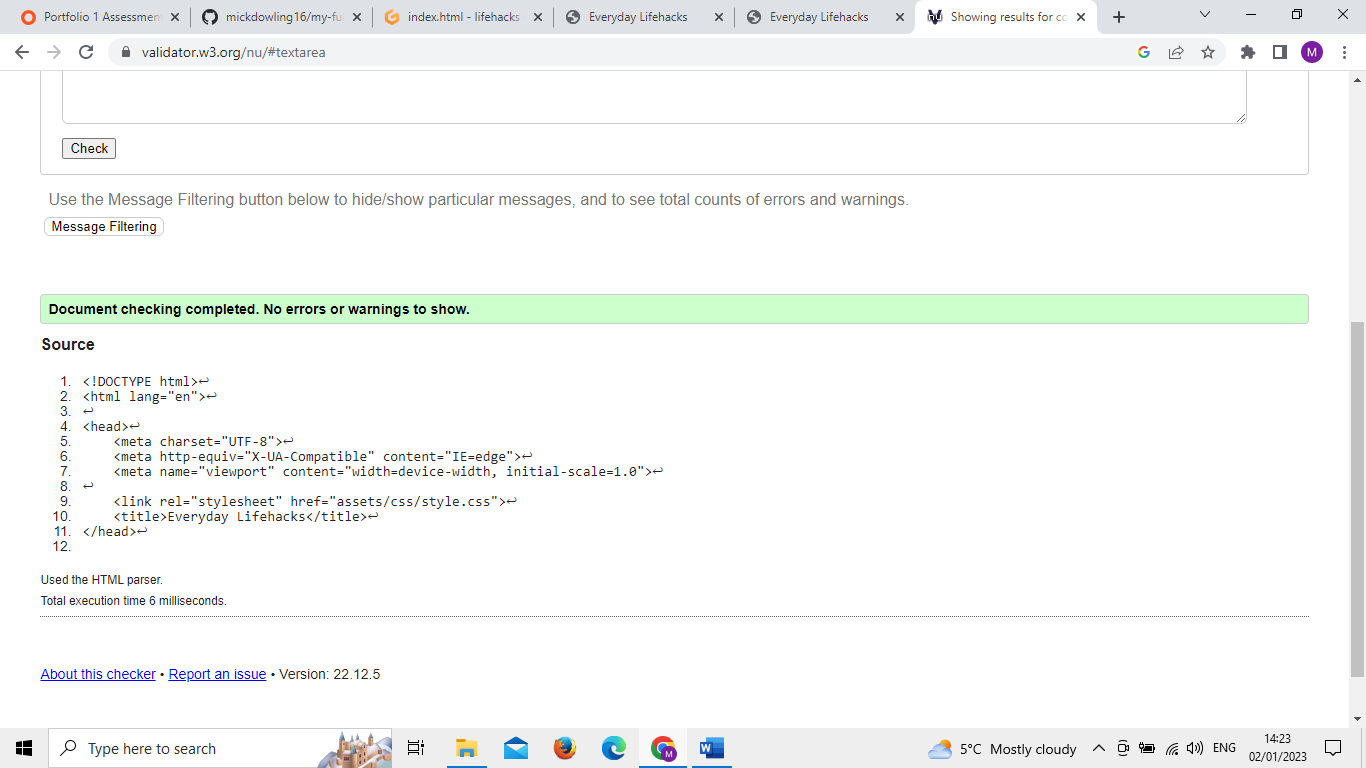 Portfolio 1 Assessment
mickdowling16/my-ful
index.html - lifehacks
Everyday Lifehacks
Everyday Lifehacks
Showing results for co
validator.w3.org/nu/#textarea
M
Check
Use the Message Filtering button below to hide/show particular messages, and to see total counts of errors and warnings.
Message Filtering
Document checking completed. No errors or warnings to show.
Source
1. <!DOCTYPE html>↩
2. <html lang="en">↩
3. ↩
4. <head>↩
5. <meta charset="UTF-8">↩
6. <meta http-equiv="X-UA-Compatible" content="IE=edge">↩
7. <meta name="viewport" content="width=device-width, initial-scale=1.0">↩
8. ↩
9. <link rel="stylesheet" href="assets/css/style.css">↩
10. <title>Everyday Lifehacks</title>↩
11. </head>↩
12.
Used the HTML parser.
Total execution time 6 milliseconds.
About this checker • Report an issue • Version: 22.12.5
Type here to search
5°C Mostly cloudy
ENG
14:23
02/01/2023